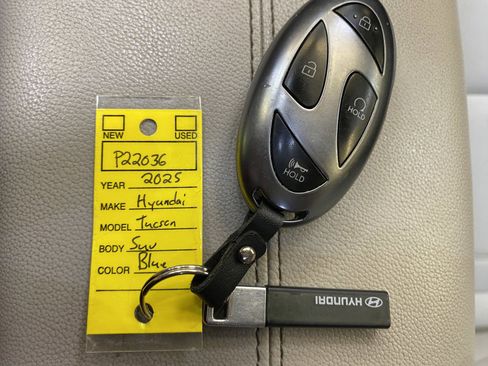 NEW USED
P22036
YEAR 2025
MAKE Hyundai
MODEL Tucson
BODY Suv
COLOR Blue
HOLD
HOLD
HYUNDAI